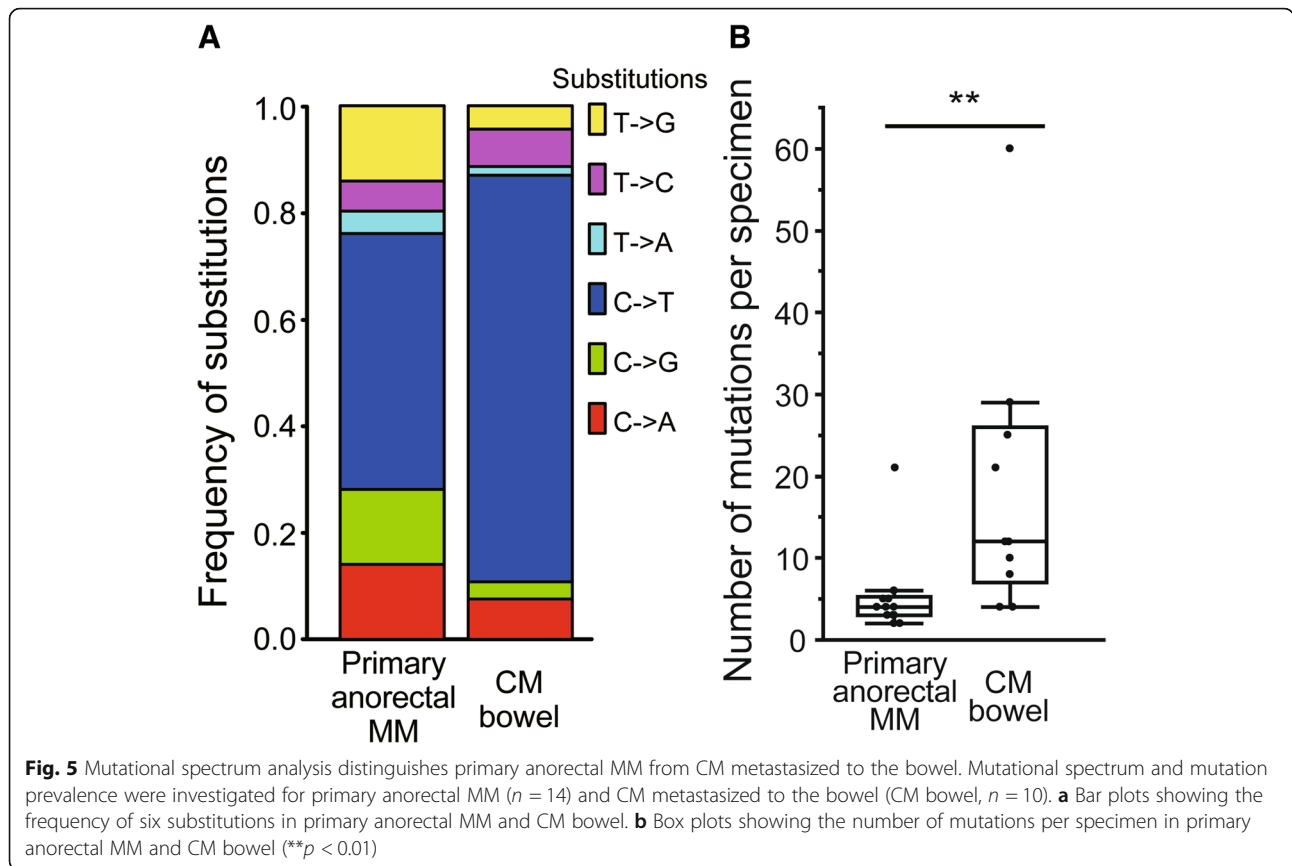 A
Frequency of substitutions
1.0
0.8
0.6
0.4
0.2
0.0
Primary
anorectal
MM
CM
bowel
Substitutions
T->G
T->C
T->A
C->T
C->G
C->A
B
Number of mutations per specimen
**
60
50
40
30
20
10
0
Primary
anorectal
MM
CM
bowel
Fig. 5 Mutational spectrum analysis distinguishes primary anorectal MM from CM metastasized to the bowel. Mutational spectrum and mutation
prevalence were investigated for primary anorectal MM (n = 14) and CM metastasized to the bowel (CM bowel, n = 10). a Bar plots showing the
frequency of six substitutions in primary anorectal MM and CM bowel. b Box plots showing the number of mutations per specimen in primary
anorectal MM and CM bowel (**p < 0.01)